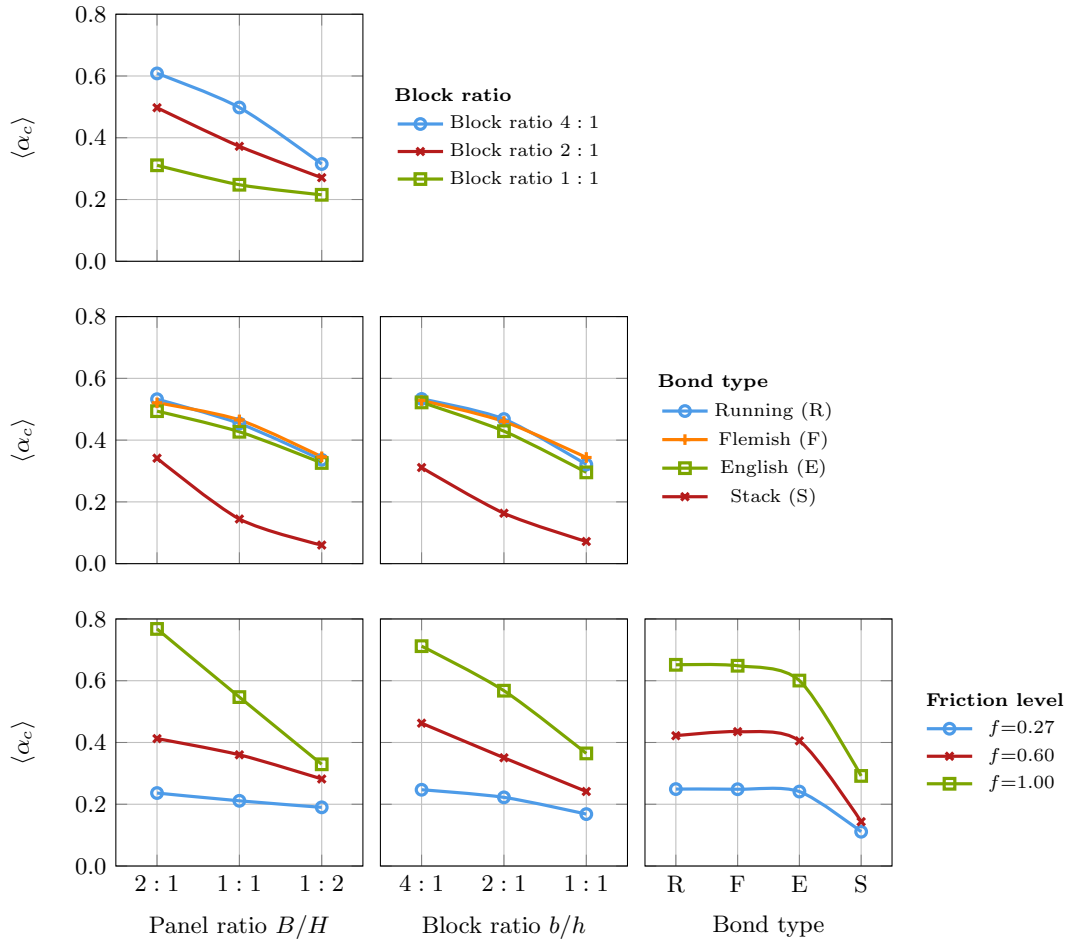 0.8
0.6
0.4
0.2
0.0
⟨α_c⟩
Block ratio
Block ratio 4 : 1
Block ratio 2 : 1
Block ratio 1 : 1
0.8
0.6
0.4
0.2
0.0
⟨α_c⟩
Bond type
Running (R)
Flemish (F)
English (E)
Stack (S)
0.8
0.6
0.4
0.2
0.0
⟨α_c⟩
Friction level
f=0.27
f=0.60
f=1.00
2 : 1 1 : 1 1 : 2
4 : 1 2 : 1 1 : 1
R F E S
Panel ratio B/H
Block ratio b/h
Bond type